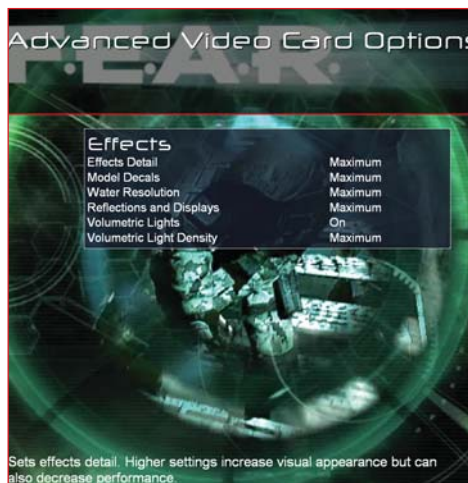 F.E.A.R.
Advanced Video Card Options
Effects
Effects Detail Maximum
Model Decals Maximum
Water Resolution Maximum
Reflections and Displays Maximum
Volumetric Lights On
Volumetric Light Density Maximum
Sets effects detail. Higher settings increase visual appearance but can
also decrease performance.